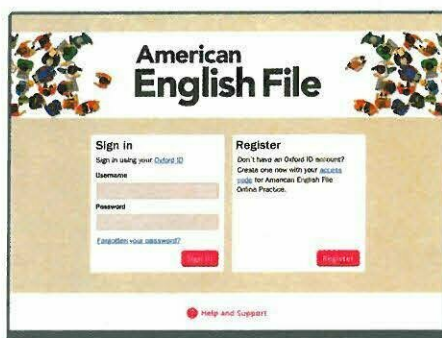 American
English File
Sign in
Sign in using your Oxford ID
Username
Password
Forgotten your password?
Sign in
Register
Don't have an Oxford ID account?
Create one now with your access
code for American English File
Online Practice.
Register
Help and Support